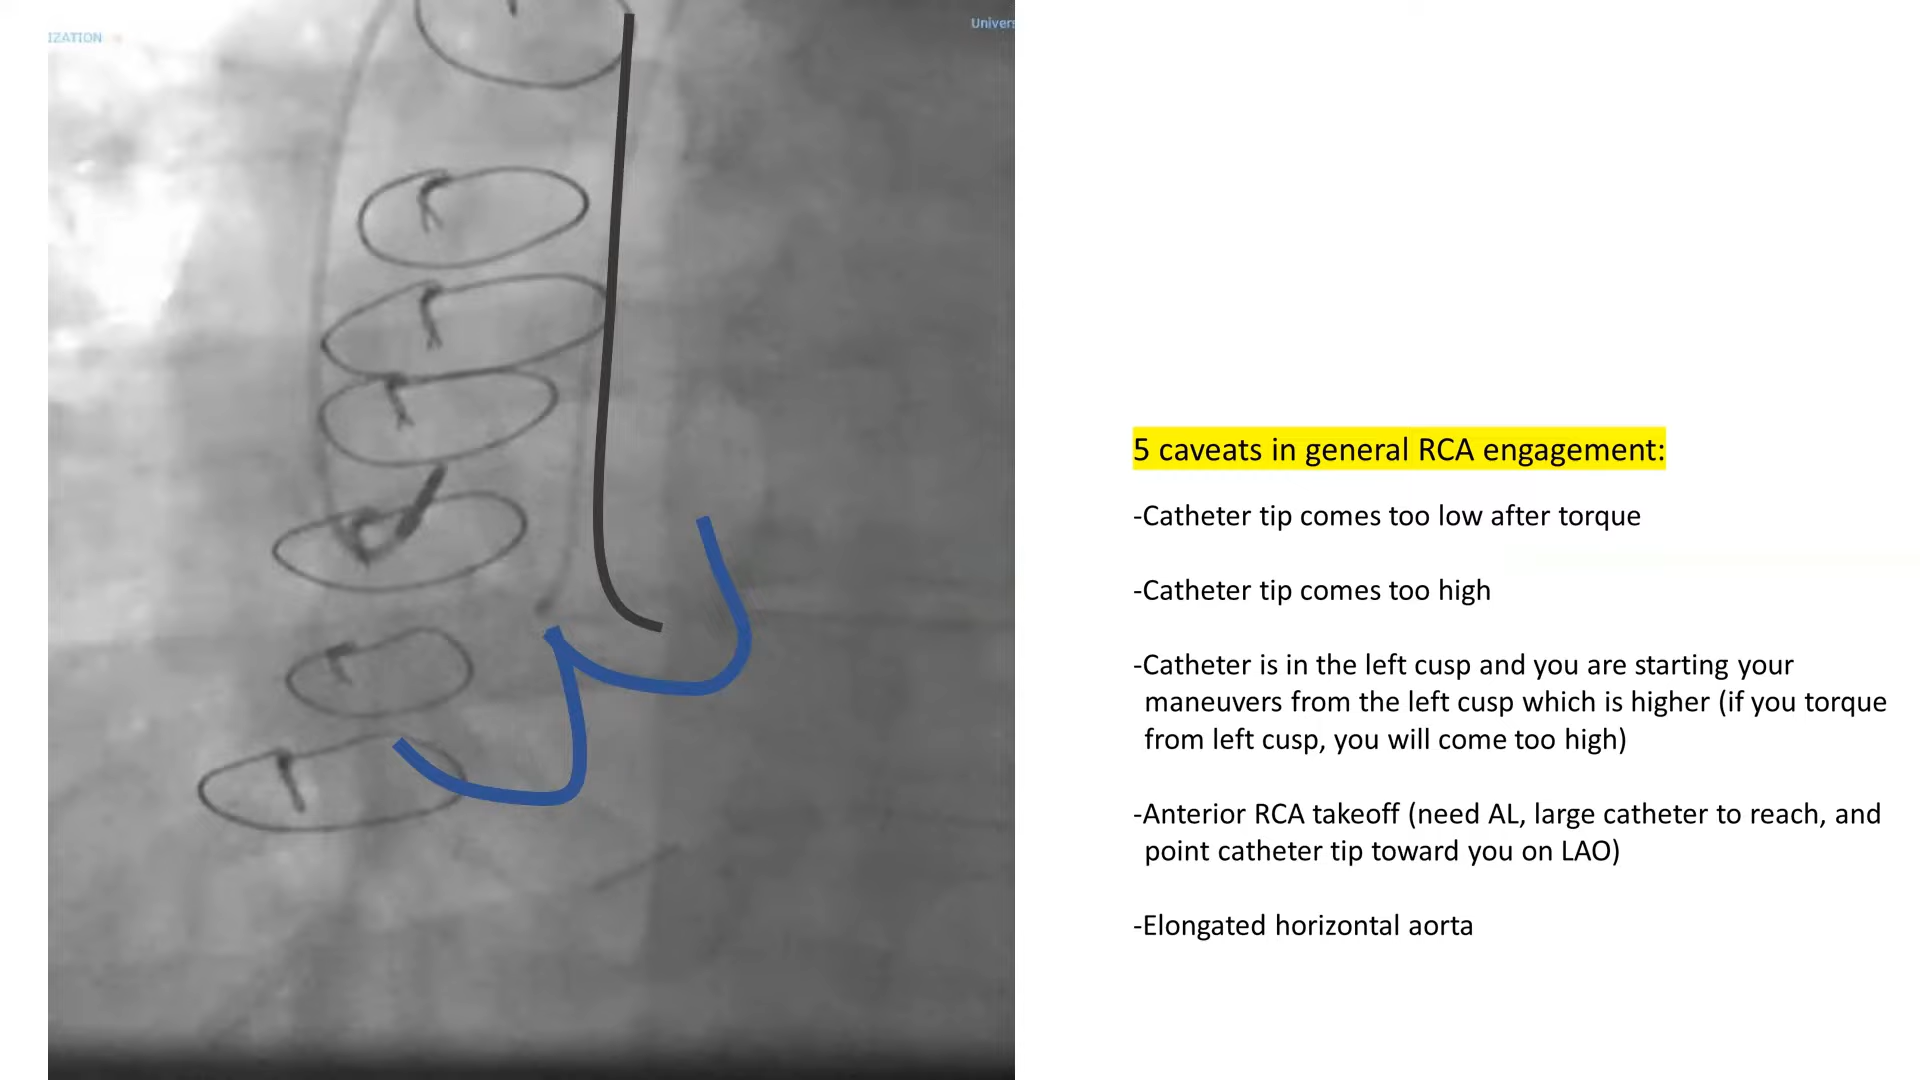 IZATION
Univers
5 caveats in general RCA engagement:
-Catheter tip comes too low after torque
-Catheter tip comes too high
-Catheter is in the left cusp and you are starting your
maneuvers from the left cusp which is higher (if you torque
from left cusp, you will come too high)
-Anterior RCA takeoff (need AL, large catheter to reach, and
point catheter tip toward you on LAO)
-Elongated horizontal aorta